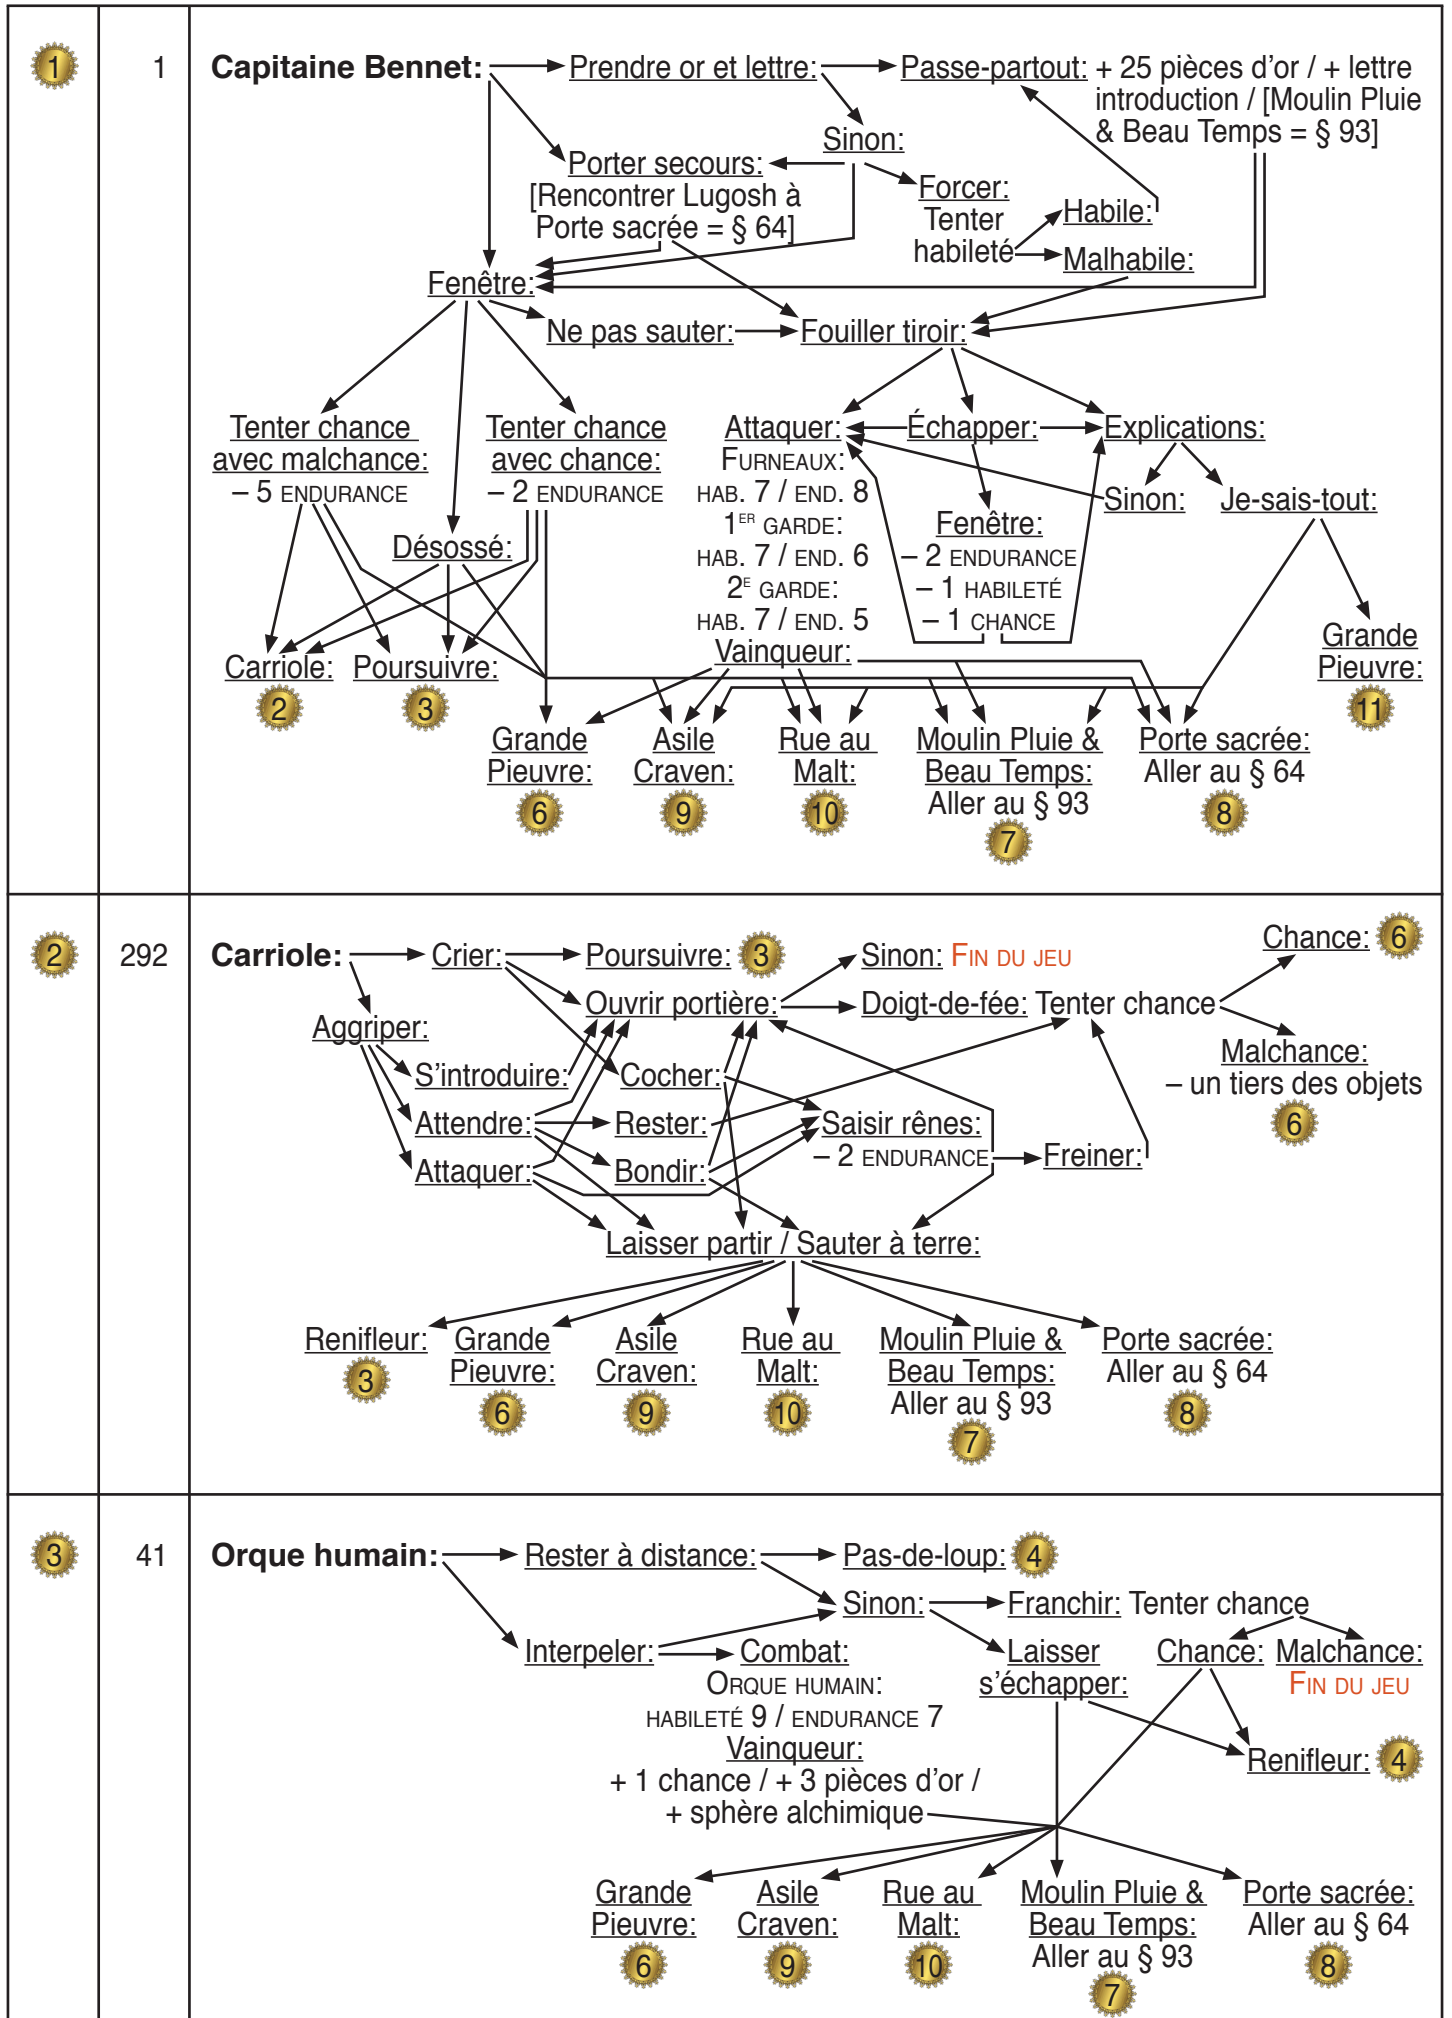 1
1
Capitaine Bennet:
Prendre or et lettre:
Passe-partout: + 25 pièces d'or / + lettre
introduction / [Moulin Pluie
& Beau Temps = § 93]
Sinon:
Porter secours:
[Rencontrer Lugosh à
Porte sacrée = § 64]
Forcer:
Tenter
habileté
Habile:
Malhabile:
Fenêtre:
Ne pas sauter:
Fouiller tiroir:
Tenter chance
avec malchance:
– 5 ENDURANCE
Tenter chance
avec chance:
– 2 ENDURANCE
Désossé:
Attaquer:
FURNEAUX:
HAB. 7 / END. 8
1ER GARDE:
HAB. 7 / END. 6
2E GARDE:
HAB. 7 / END. 5
Vainqueur:
Échapper:
Fenêtre:
– 2 ENDURANCE
– 1 HABILETÉ
– 1 CHANCE
Explications:
Sinon:
Je-sais-tout:
Grande
Pieuvre:
11
Carriole:
2
Poursuivre:
3
Grande
Pieuvre:
6
Asile
Craven:
9
Rue au
Malt:
10
Moulin Pluie &
Beau Temps:
Aller au § 93
7
Porte sacrée:
Aller au § 64
8
2
292
Carriole:
Crier:
Poursuivre: 3
Sinon: FIN DU JEU
Chance: 6
Aggriper:
Ouvrir portière:
Doigt-de-fée: Tenter chance
Malchance:
– un tiers des objets
6
S'introduire:
Cocher:
Attendre:
Rester:
Saisir rênes:
– 2 ENDURANCE
Freiner:
Attaquer:
Bondir:
Laisser partir / Sauter à terre:
Renifleur:
3
Grande
Pieuvre:
6
Asile
Craven:
9
Rue au
Malt:
10
Moulin Pluie &
Beau Temps:
Aller au § 93
7
Porte sacrée:
Aller au § 64
8
3
41
Orque humain:
Rester à distance:
Pas-de-loup: 4
Sinon:
Franchir: Tenter chance
Interpeler:
Combat:
ORQUE HUMAIN:
HABILETÉ 9 / ENDURANCE 7
Vainqueur:
+ 1 chance / + 3 pièces d'or /
+ sphère alchimique
Laisser
s'échapper:
Chance:
Malchance:
FIN DU JEU
Renifleur: 4
Grande
Pieuvre:
6
Asile
Craven:
9
Rue au
Malt:
10
Moulin Pluie &
Beau Temps:
Aller au § 93
7
Porte sacrée:
Aller au § 64
8